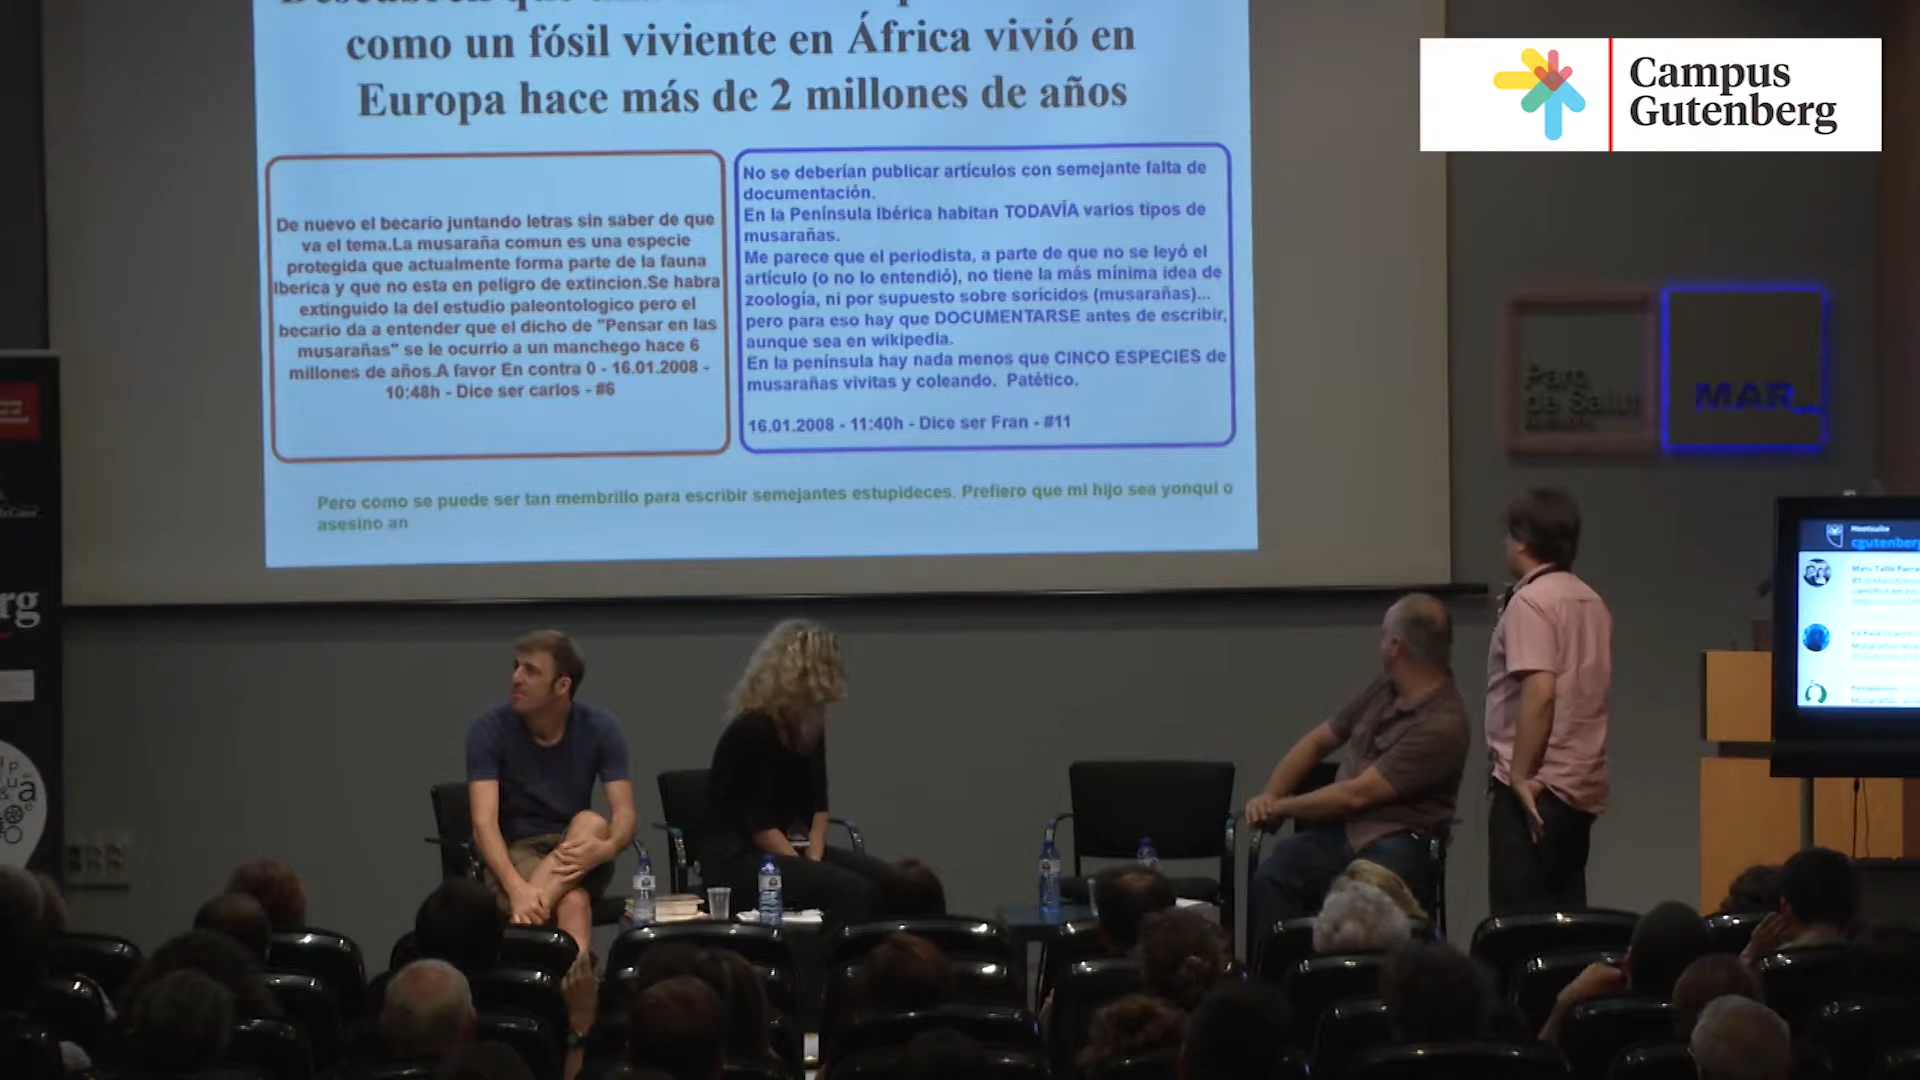 como un fósil viviente en África vivió en
Europa hace más de 2 millones de años
De nuevo el becario juntando letras sin saber de que
va el tema.La musaraña comun es una especie
protegida que actualmente forma parte de la fauna
Iberica y que no esta en peligro de extincion.Se habra
extinguido la del estudio paleontologico pero el
becario da a entender que el dicho de "Pensar en las
musarañas" se le ocurrio a un manchego hace 6
millones de años.A favor En contra 0 - 16.01.2008 -
10:48h - Dice ser carlos - #6
No se deberían publicar artículos con semejante falta de
documentación.
En la Península Ibérica habitan TODAVÍA varios tipos de
musarañas.
Me parece que el periodista, a parte de que no se leyó el
artículo (o no lo entendió), no tiene la más mínima idea de
zoología, ni por supuesto sobre sorícidos (musarañas)...
pero para eso hay que DOCUMENTARSE antes de escribir,
aunque sea en wikipedia.
En la península hay nada menos que CINCO ESPECIES de
musarañas vivitas y coleando. Patético.
16.01.2008 - 11:40h - Dice ser Fran - #11
Pero como se puede ser tan membrillo para escribir semejantes estupideces. Prefiero que mi hijo sea yonqui o
asesino an
Campus
Gutenberg
Parc
de Salut
MAR
Hootsuite
cgutenberg
rg